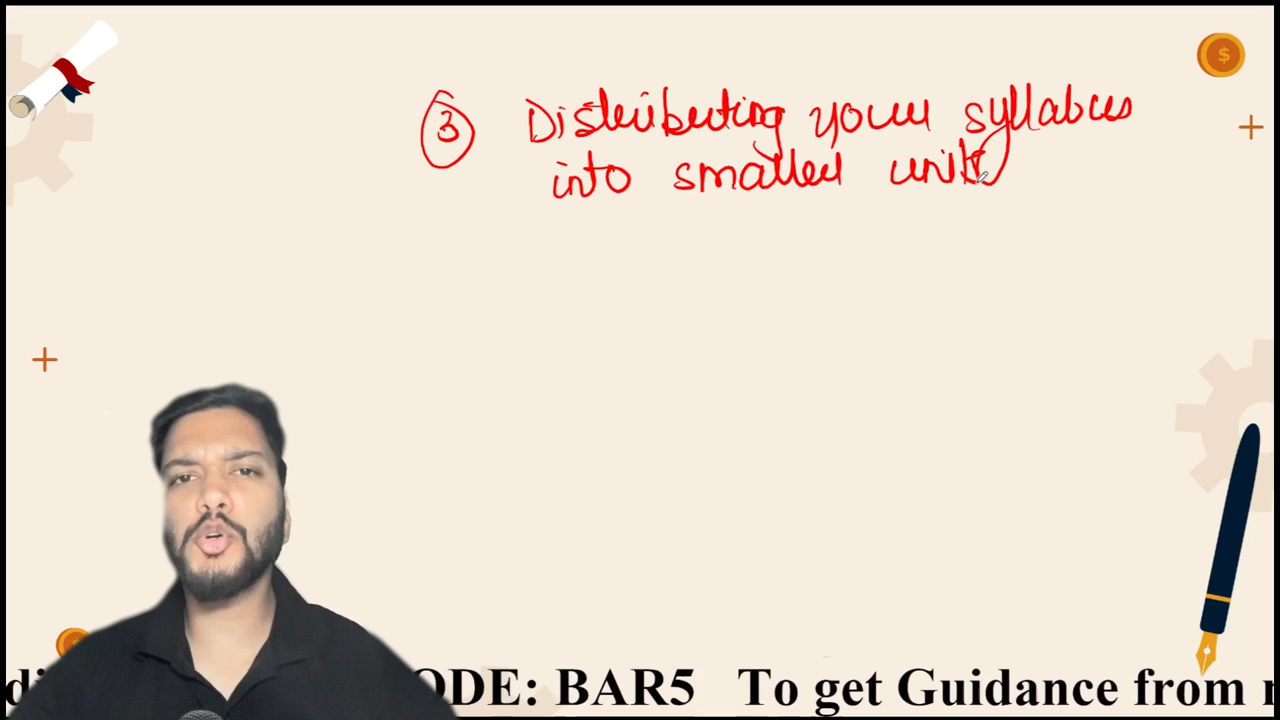 3 Distributing your syllabus
into smaller units
ODE: BAR5 To get Guidance from